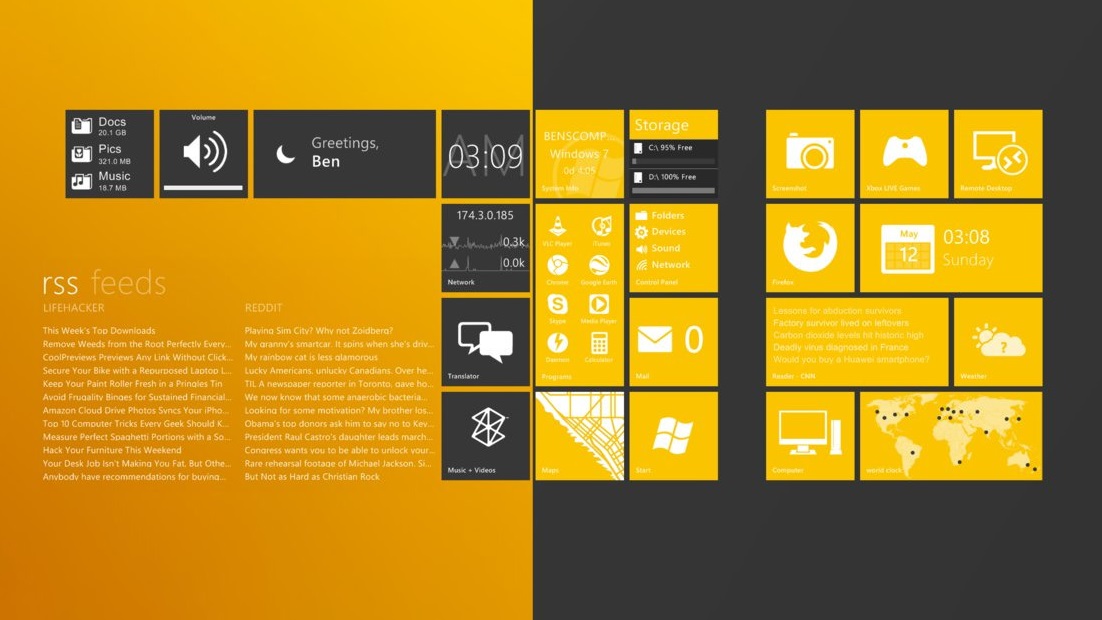 Docs
20.1 GB
Pics
321.0 MB
Music
18.7 MB
Volume
Greetings,
Ben
AM
03:09
BENSCOMP...
Windows 7
0d 4:05
System Info
Storage
C:\ 95% Free
D:\ 100% Free
Screenshot
Xbox LIVE Games
Remote Desktop
174.3.0.185
0.3k
0.0k
Network
VLC Player
iTunes
Chrome
Google Earth
Skype
Media Player
Calculator
Programs
Folders
Devices
Sound
Network
Control Panel
Firefox
May
12
03:08
Sunday
rss feeds
LIFEHACKER
This Week's Top Downloads
Remove Weeds from the Root Perfectly Every...
CoolPreviews Previews Any Link Without Click...
Secure Your Bike with a Repurposed Laptop L...
Keep Your Paint Roller Fresh in a Pringles Tin
Avoid Frugality Binges for Sustained Financial...
Amazon Cloud Drive Photos Syncs Your iPho...
Top 10 Computer Tricks Every Geek Should K...
Measure Perfect Spaghetti Portions with a So...
Hack Your Furniture This Weekend
Your Desk Job Isn't Making You Fat, But Othe...
Anybody have recommendations for buying...
REDDIT
Playing Sim City? Why not Zoidberg?
My granny's smartcar. It spins when she's driv...
My rainbow cat is less glamorous
Lucky Americans, unlucky Canadians. Over he...
TIL A newspaper reporter in Toronto, gave ho...
We now know that some anaerobic bacteria...
Looking for some motivation? My brother los...
Obama's top donors ask him to say no to Key...
President Raul Castro's daughter leads march...
Congress wants you to be able to unlock your...
Rare rehearsal footage of Michael Jackson. Si...
But Not as Hard as Christian Rock
Translator
Mail
0
Lessons for abduction survivors
Factory survivor lived on leftovers
Carbon dioxide levels hit historic high
Deadly virus diagnosed in France
Would you buy a Huawei smartphone?
Reader - CNN
?
Weather
Music + Videos
Maps
Start
Computer
world clock